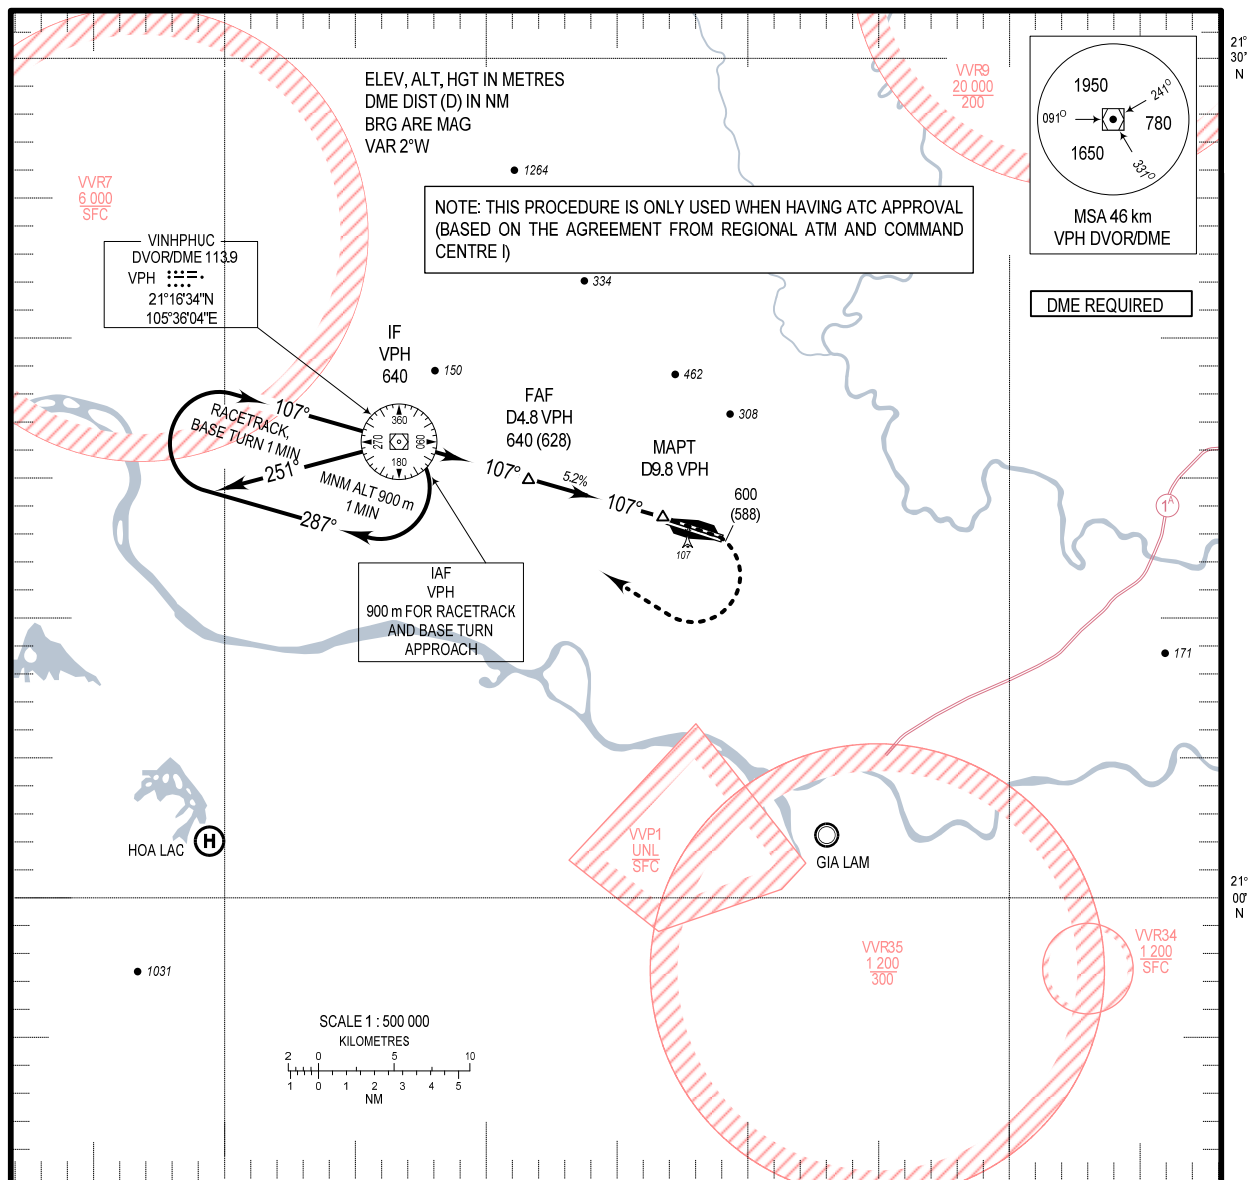 21°
30'
N
ELEV, ALT, HGT IN METRES
DME DIST (D) IN NM
BRG ARE MAG
VAR 2°W
VVR9
20 000
200
1950
241°
091°
780
1650
331°
MSA 46 km
VPH DVOR/DME
1264
VVR7
6 000
SFC
NOTE: THIS PROCEDURE IS ONLY USED WHEN HAVING ATC APPROVAL
(BASED ON THE AGREEMENT FROM REGIONAL ATM AND COMMAND
CENTRE I)
VINHPHUC
DVOR/DME 113.9
VPH
21°16'34"N
105°36'04"E
334
DME REQUIRED
IF
VPH
640
150
462
308
FAF
D4.8 VPH
640 (628)
MAPT
D9.8 VPH
107°
RACETRACK,
BASE TURN 1 MIN
360
270
090
180
251°
MNM ALT 900 m
1 MIN
287°
107°
5.2%
107°
600
(588)
107
1A
IAF
VPH
900 m FOR RACETRACK
AND BASE TURN
APPROACH
171
HOA LAC
H
VVP1
UNL
SFC
GIA LAM
21°
00'
N
1031
VVR35
1 200
300
VVR34
1 200
SFC
SCALE 1 : 500 000
KILOMETRES
2 0 5 10
1 0 1 2 3 4 5
NM